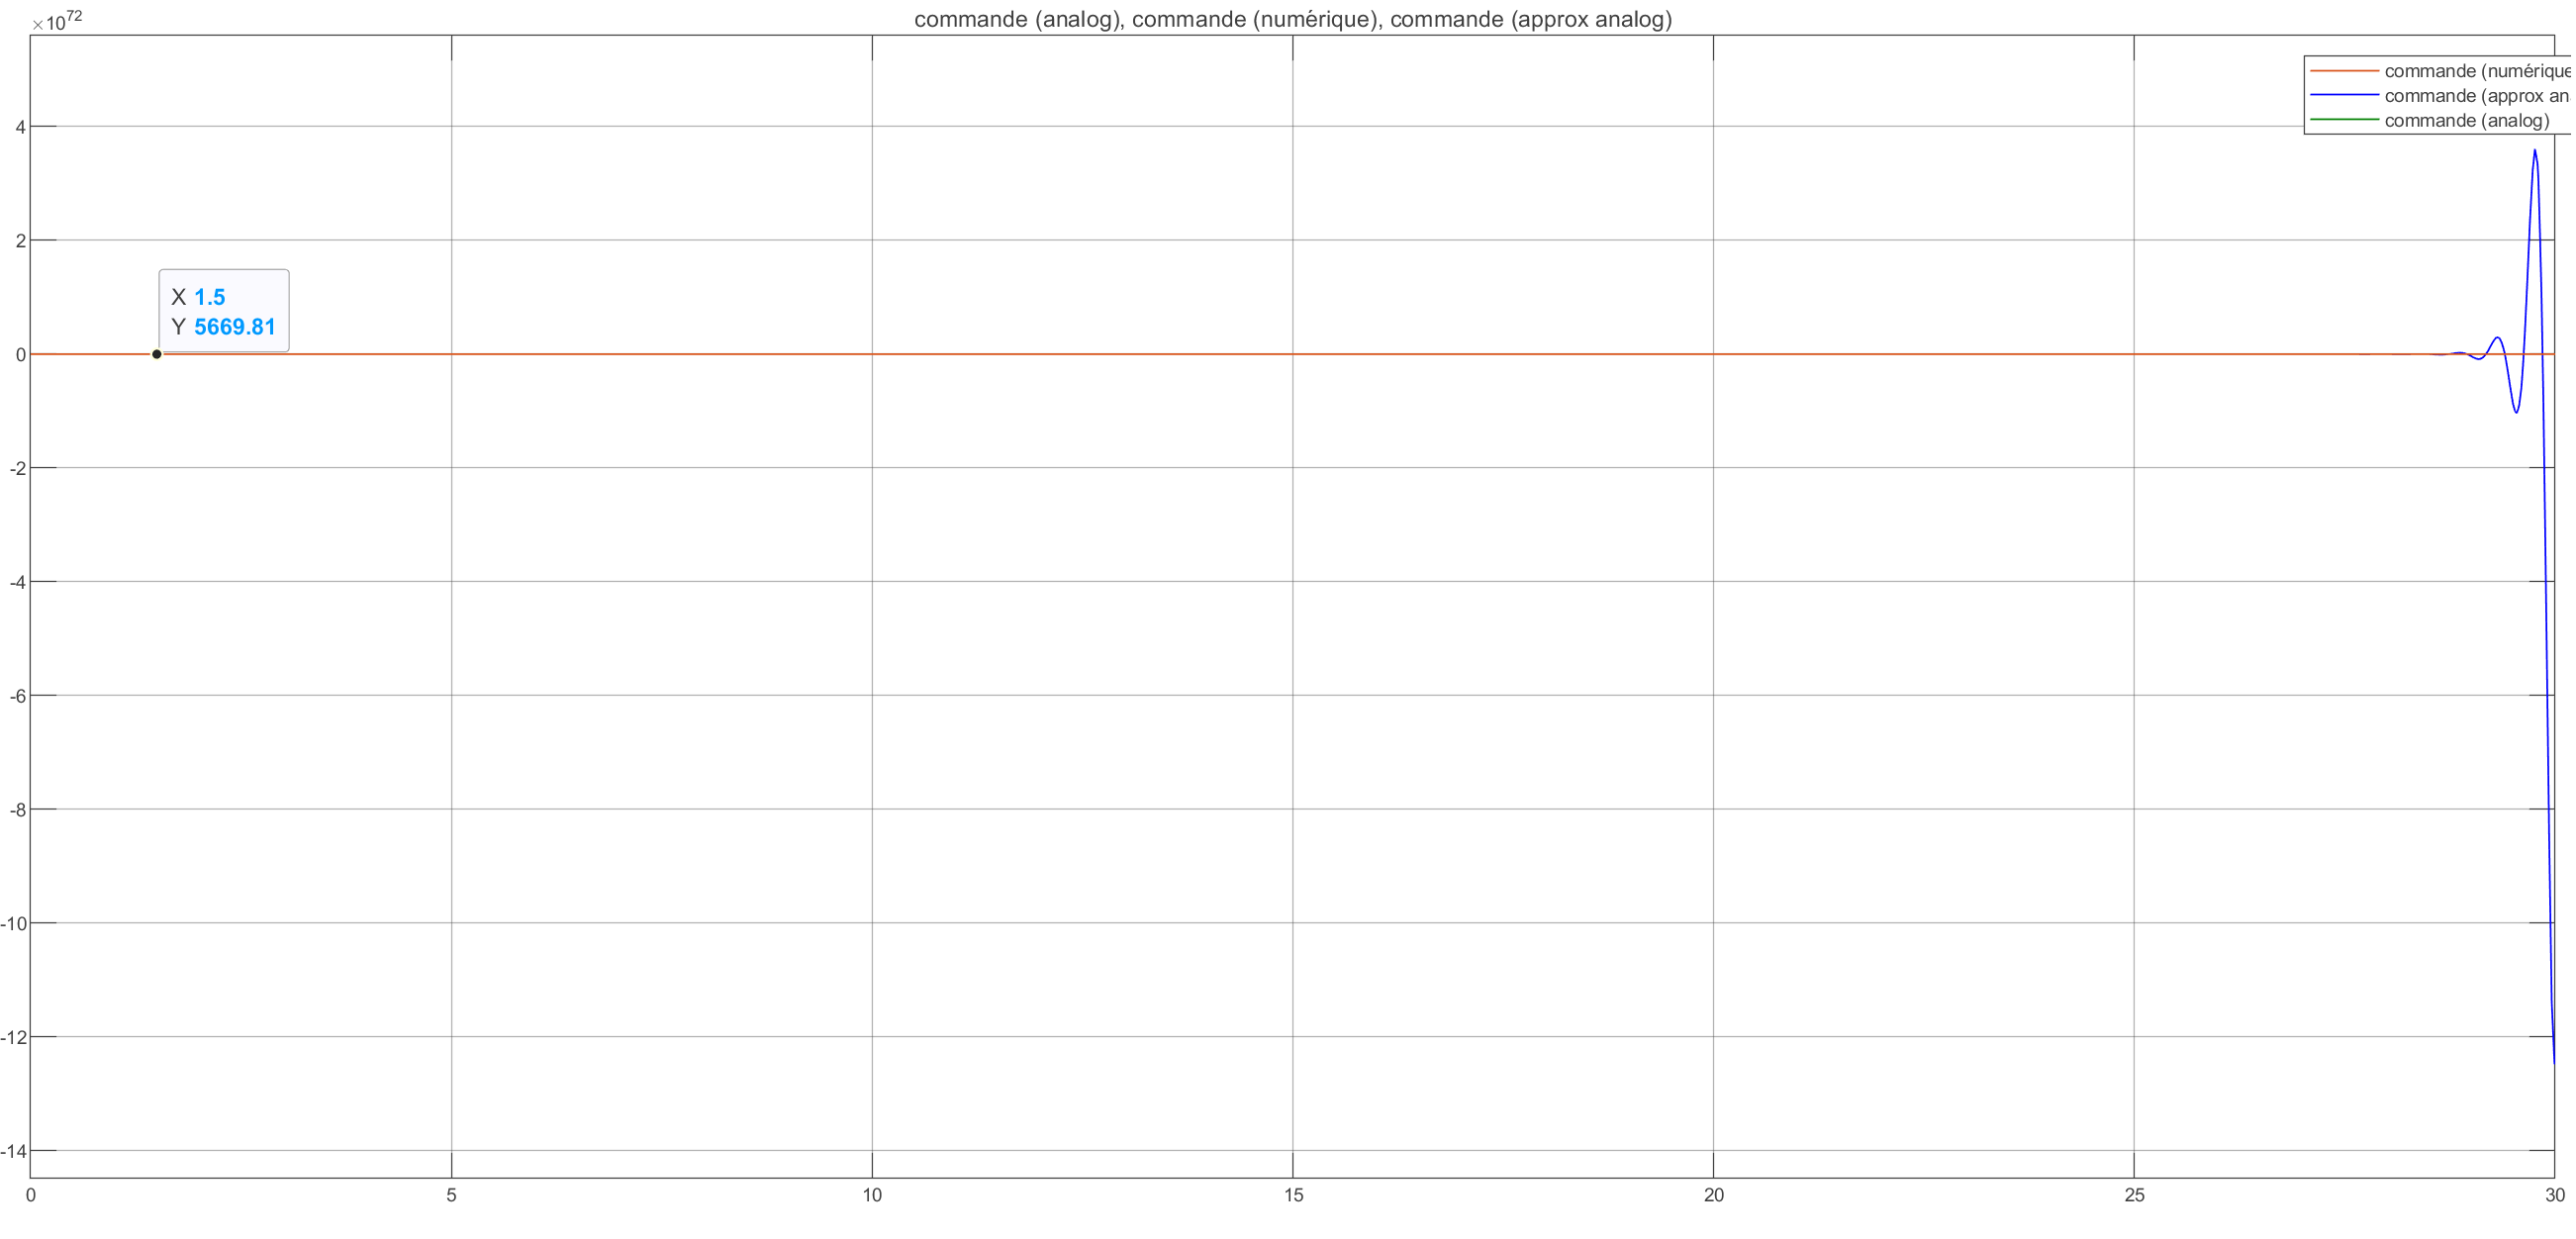 ×10^72
commande (analog), commande (numérique), commande (approx analog)
commande (numérique
commande (approx an
commande (analog)
4
2
X 1.5
Y 5669.81
0
-2
-4
-6
-8
-10
-12
-14
0 5 10 15 20 25 30